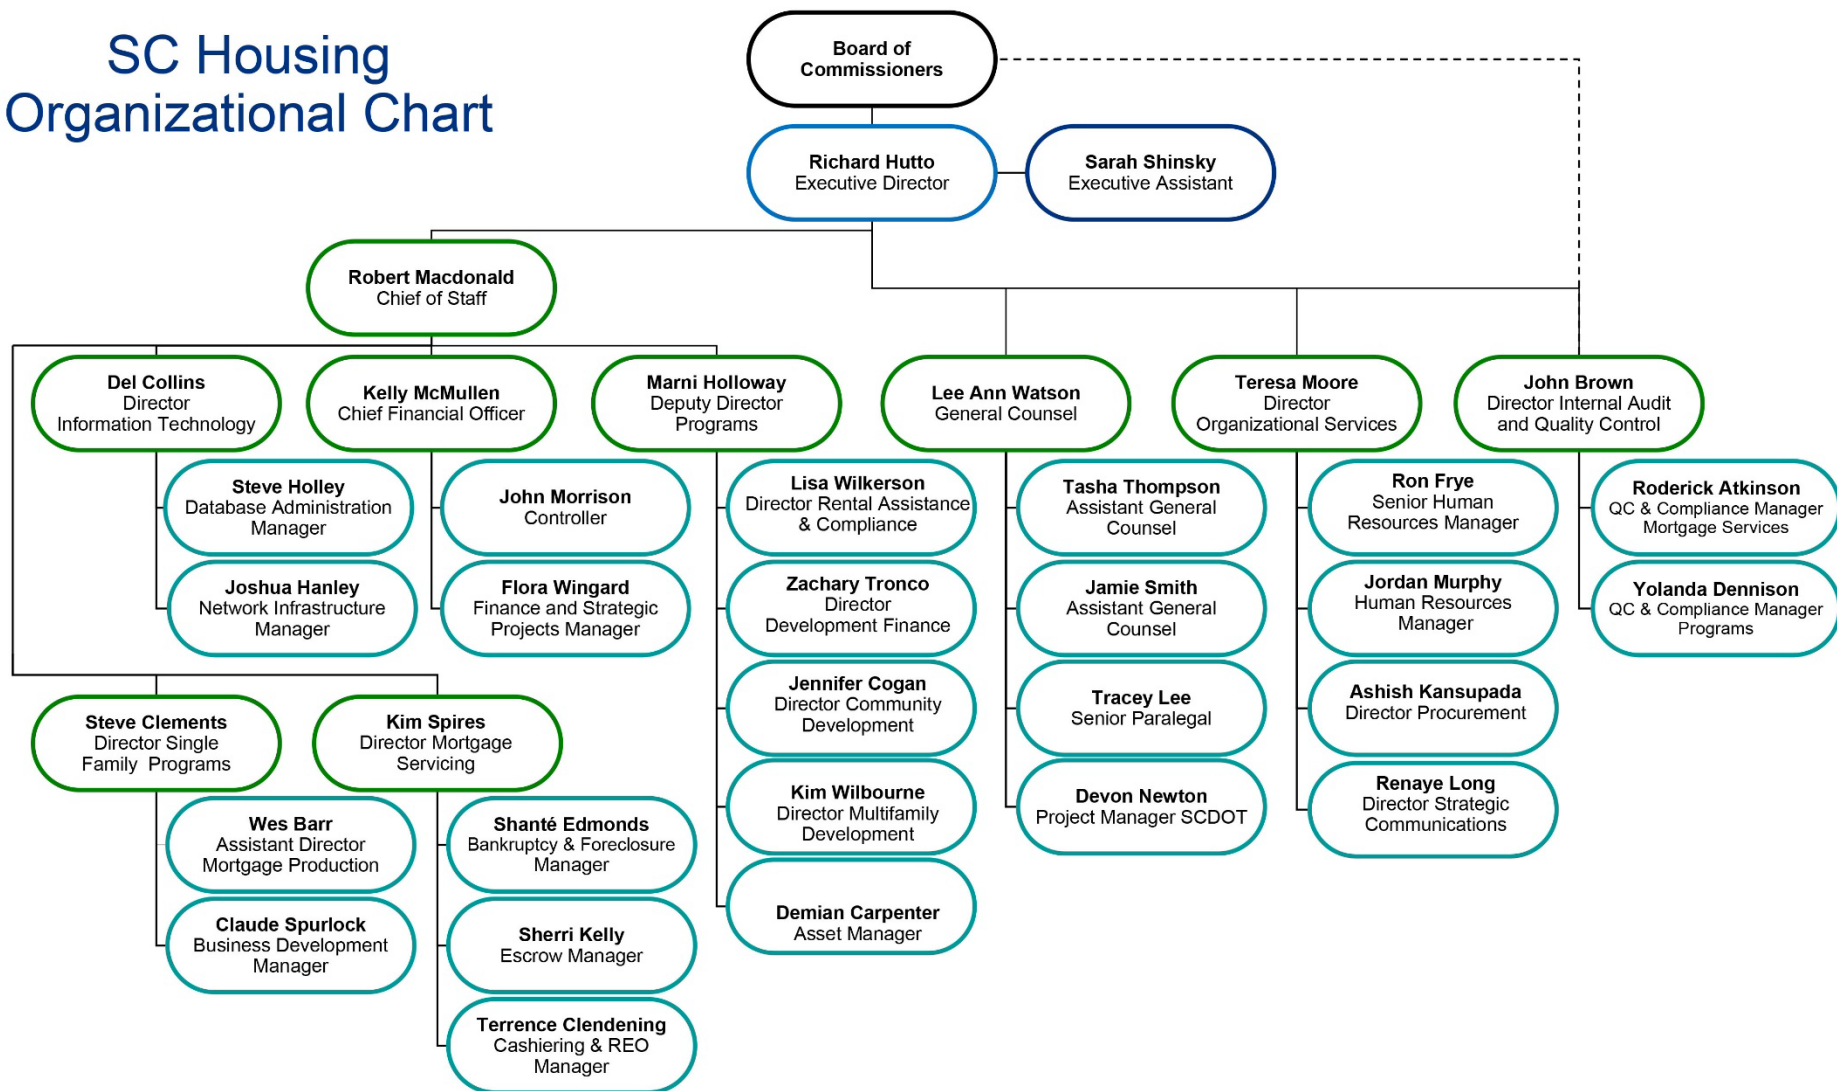 SC Housing
Organizational Chart
Board of
Commissioners
Richard Hutto
Executive Director
Sarah Shinsky
Executive Assistant
Robert Macdonald
Chief of Staff
Del Collins
Director
Information Technology
Kelly McMullen
Chief Financial Officer
Marni Holloway
Deputy Director
Programs
Lee Ann Watson
General Counsel
Teresa Moore
Director
Organizational Services
John Brown
Director Internal Audit
and Quality Control
Steve Holley
Database Administration
Manager
John Morrison
Controller
Lisa Wilkerson
Director Rental Assistance
& Compliance
Tasha Thompson
Assistant General
Counsel
Ron Frye
Senior Human
Resources Manager
Roderick Atkinson
QC & Compliance Manager
Mortgage Services
Joshua Hanley
Network Infrastructure
Manager
Flora Wingard
Finance and Strategic
Projects Manager
Zachary Tronco
Director
Development Finance
Jamie Smith
Assistant General
Counsel
Jordan Murphy
Human Resources
Manager
Yolanda Dennison
QC & Compliance Manager
Programs
Steve Clements
Director Single
Family Programs
Kim Spires
Director Mortgage
Servicing
Jennifer Cogan
Director Community
Development
Tracey Lee
Senior Paralegal
Ashish Kansupada
Director Procurement
Wes Barr
Assistant Director
Mortgage Production
Shanté Edmonds
Bankruptcy & Foreclosure
Manager
Kim Wilbourne
Director Multifamily
Development
Devon Newton
Project Manager SCDOT
Renaye Long
Director Strategic
Communications
Claude Spurlock
Business Development
Manager
Sherri Kelly
Escrow Manager
Demian Carpenter
Asset Manager
Terrence Clendening
Cashiering & REO
Manager